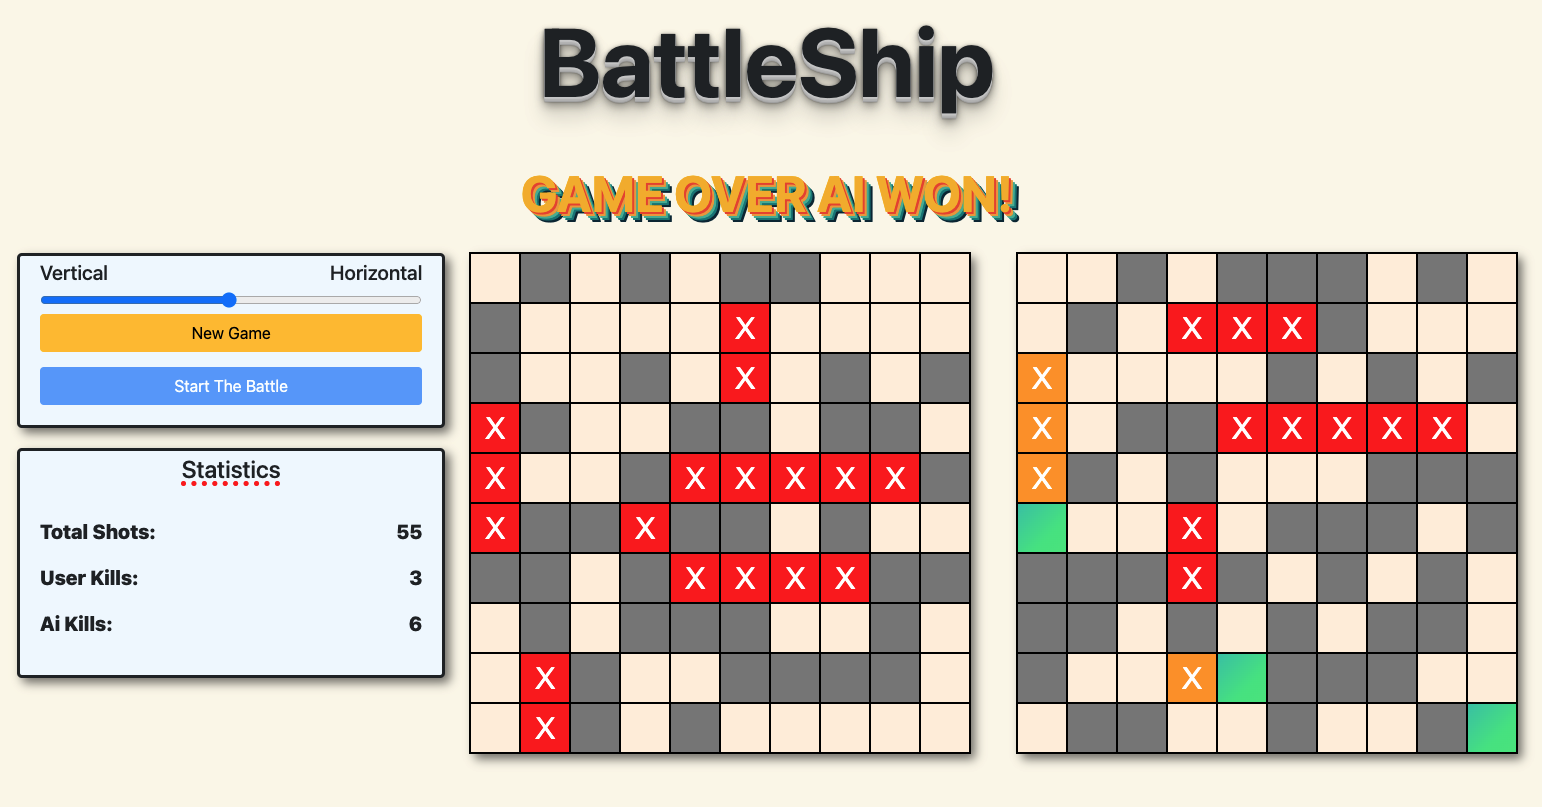 BattleShip
GAME OVER AI WON!
Vertical Horizontal
New Game
Start The Battle
Statistics
Total Shots: 55
User Kills: 3
Ai Kills: 6
X
X
X
X X X X X X
X X
X X X X
X
X
X X X
X
X X X X X X
X
X
X
X